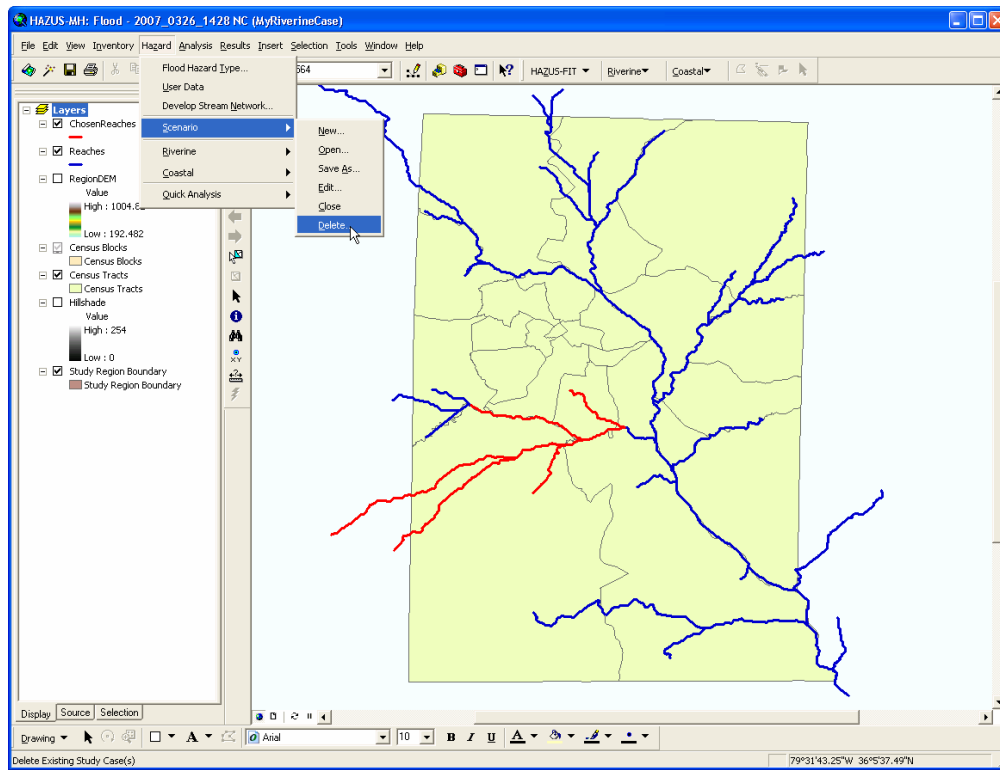 HAZUS-MH: Flood - 2007_0326_1428 NC (MyRiverineCase)
File Edit View Inventory Hazard Analysis Results Insert Selection Tools Window Help
564 HAZUS-FIT Riverine Coastal
Flood Hazard Type...
User Data
Develop Stream Network...
Scenario
Riverine
Coastal
Quick Analysis
New...
Open...
Save As...
Edit...
Close
Delete...
Layers
ChosenReaches
Reaches
RegionDEM
Value
High : 1004.8
Low : 192.482
Census Blocks
Census Blocks
Census Tracts
Census Tracts
Hillshade
Value
High : 254
Low : 0
Study Region Boundary
Study Region Boundary
Display Source Selection
Drawing A Arial 10 B I U A
Delete Existing Study Case(s) 79°31'43.25"W 36°5'37.49"N